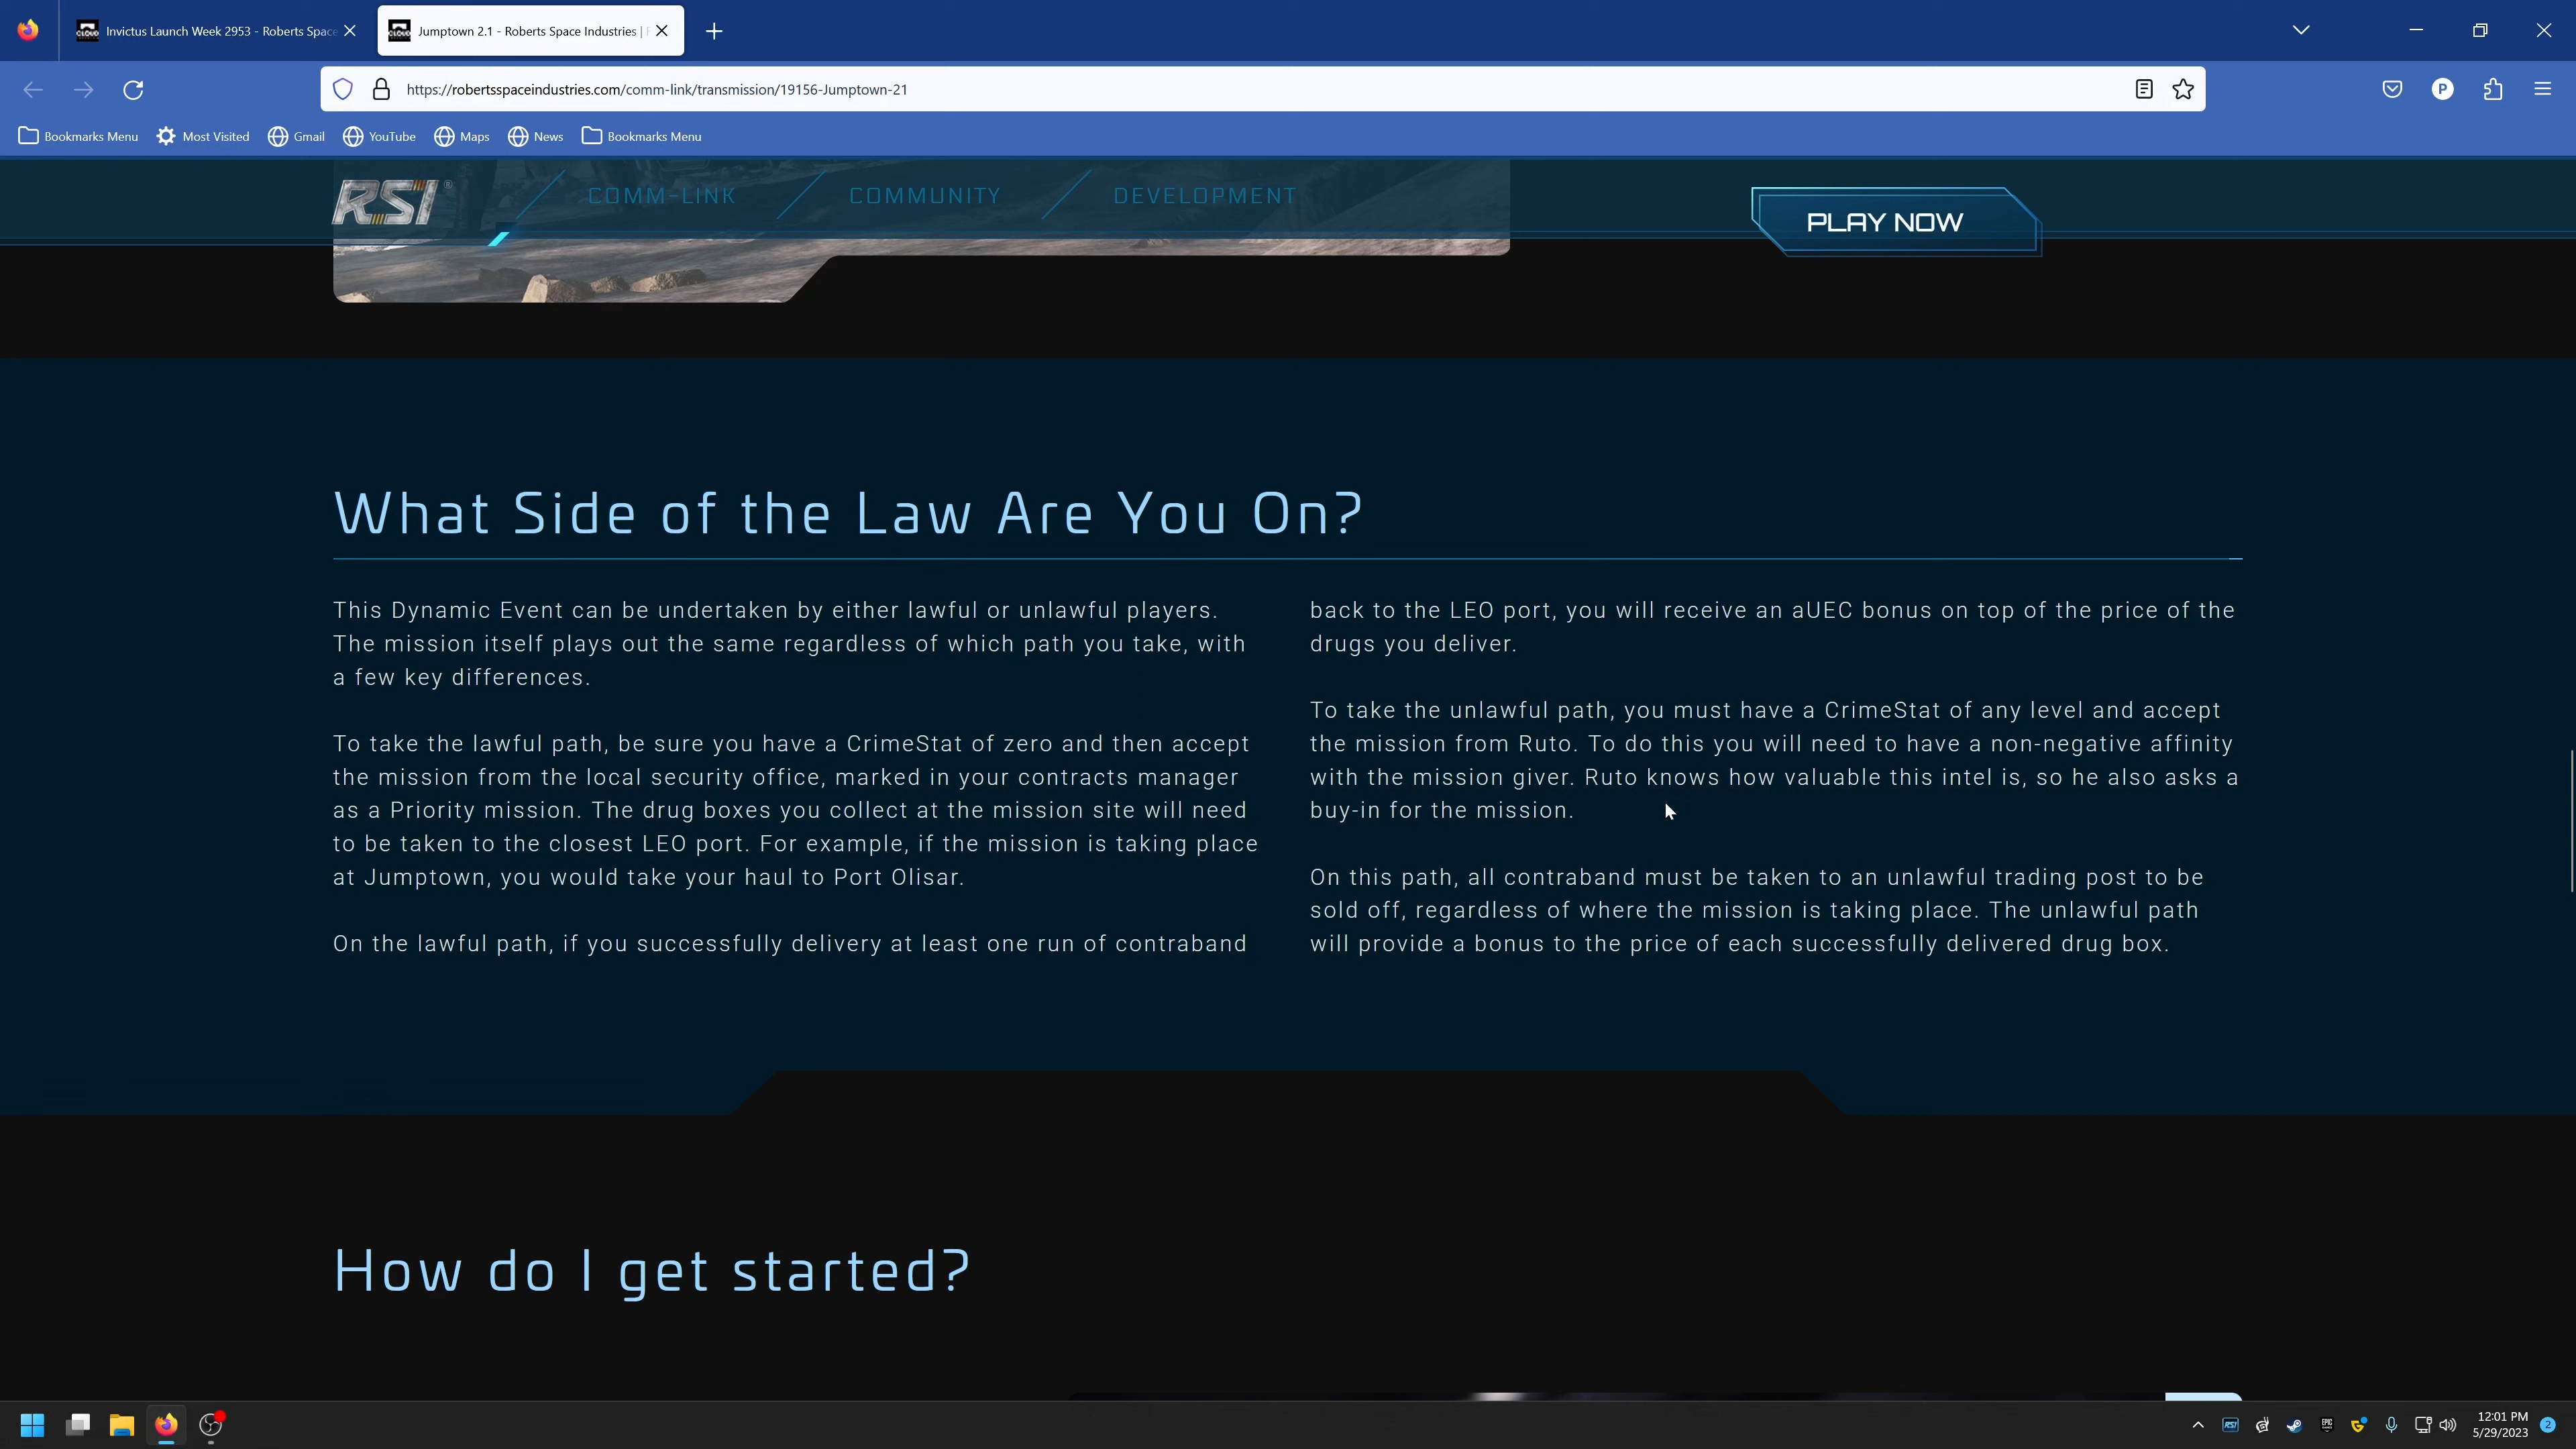 Invictus Launch Week 2953 - Roberts Space
Jumptown 2.1 - Roberts Space Industries |
https://robertsspaceindustries.com/comm-link/transmission/19156-Jumptown-21
P
Bookmarks Menu
Most Visited
Gmail
YouTube
Maps
News
Bookmarks Menu
RSI
COMM-LINK
COMMUNITY
DEVELOPMENT
PLAY NOW
What Side of the Law Are You On?
This Dynamic Event can be undertaken by either lawful or unlawful players.
The mission itself plays out the same regardless of which path you take, with
a few key differences.
To take the lawful path, be sure you have a CrimeStat of zero and then accept
the mission from the local security office, marked in your contracts manager
as a Priority mission. The drug boxes you collect at the mission site will need
to be taken to the closest LEO port. For example, if the mission is taking place
at Jumptown, you would take your haul to Port Olisar.
On the lawful path, if you successfully delivery at least one run of contraband
back to the LEO port, you will receive an aUEC bonus on top of the price of the
drugs you deliver.
To take the unlawful path, you must have a CrimeStat of any level and accept
the mission from Ruto. To do this you will need to have a non-negative affinity
with the mission giver. Ruto knows how valuable this intel is, so he also asks a
buy-in for the mission.
On this path, all contraband must be taken to an unlawful trading post to be
sold off, regardless of where the mission is taking place. The unlawful path
will provide a bonus to the price of each successfully delivered drug box.
How do I get started?
RSI
EPIC
12:01 PM
5/29/2023
2